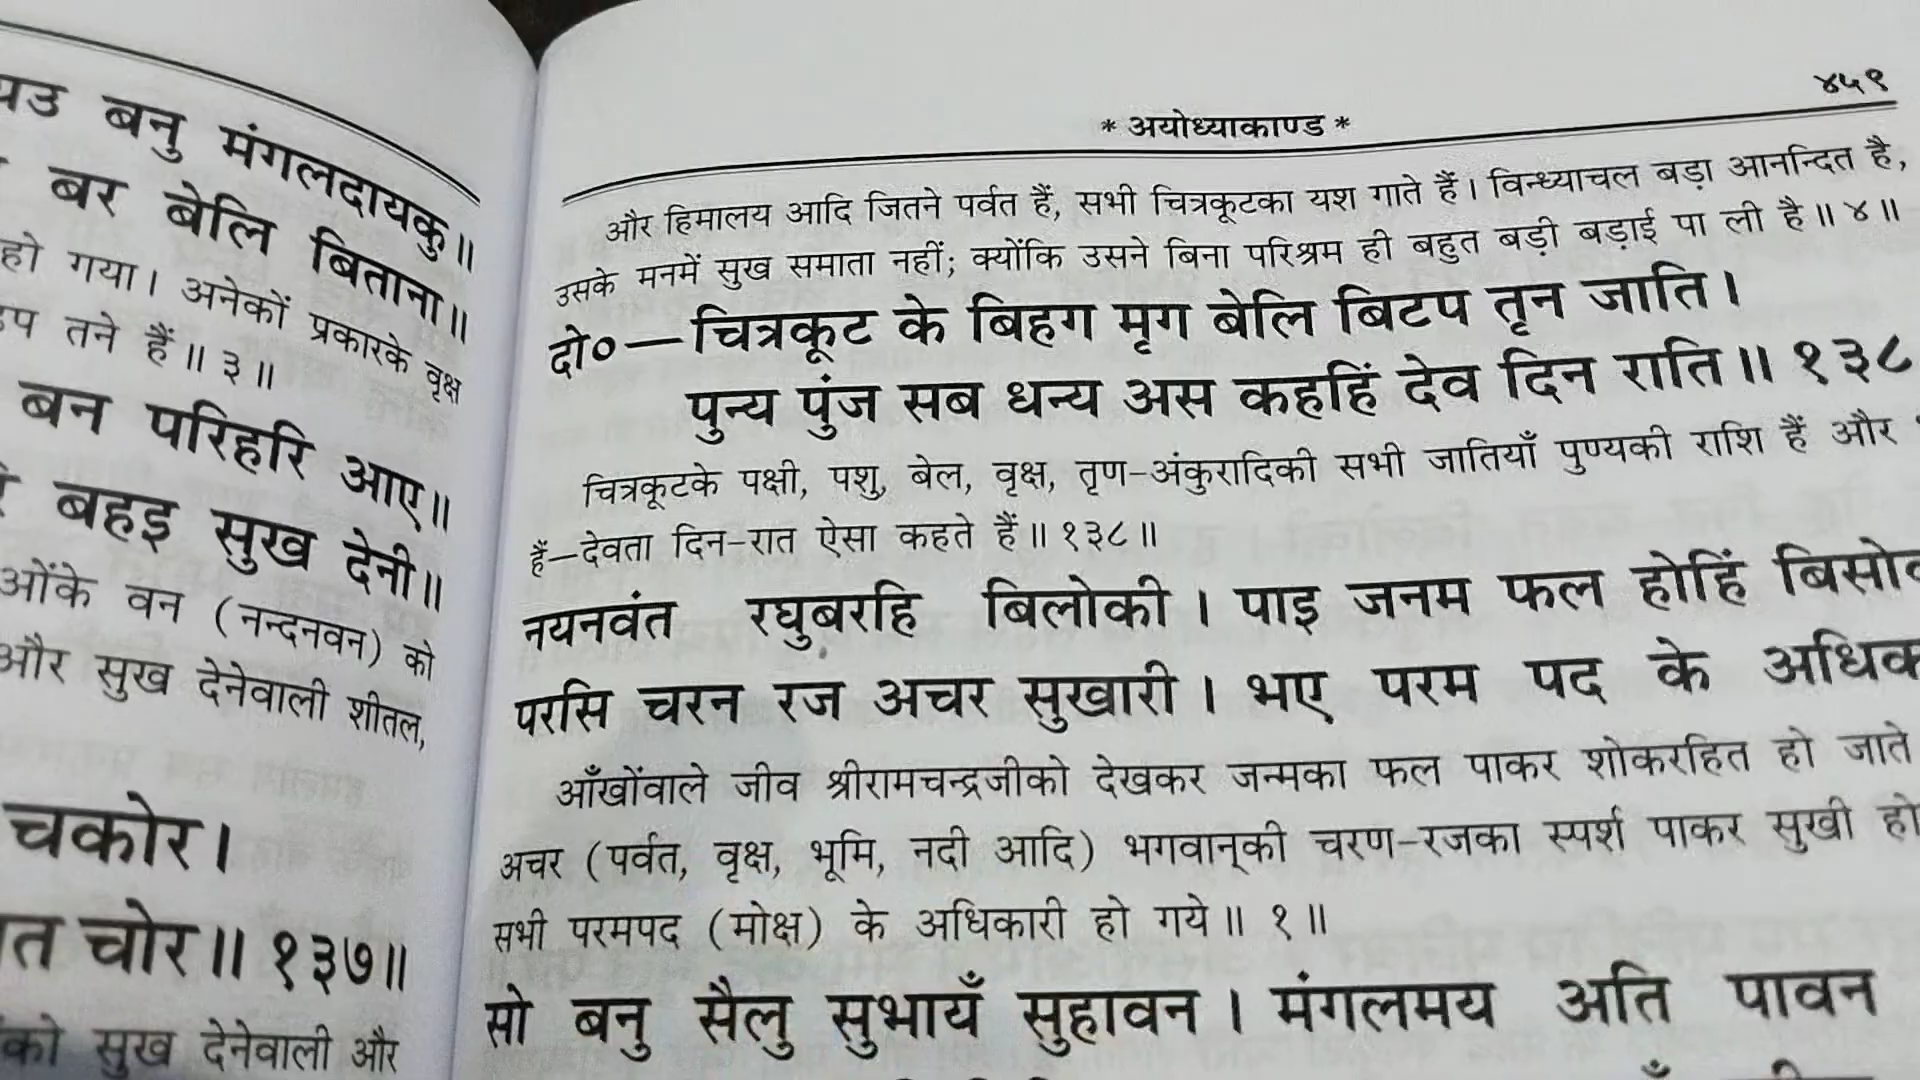 बनु मंगलदायकु॥
बर बेलि बिताना॥
हो गया। अनेकों प्रकारके वृक्ष
तने हैं॥ ३॥
बन परिहरि आए॥
बहइ सुख देनी॥
वन (नन्दनवन) को
और सुख देनेवाली शीतल,
चकोर।
चोर॥ १३७॥
को सुख देनेवाली और
४५९
* अयोध्याकाण्ड *
और हिमालय आदि जितने पर्वत हैं, सभी चित्रकूटका यश गाते हैं। विन्ध्याचल बड़ा आनन्दित है,
उसके मनमें सुख समाता नहीं; क्योंकि उसने बिना परिश्रम ही बहुत बड़ी बड़ाई पा ली है॥ ४॥
दो०—चित्रकूट के बिहग मृग बेलि बिटप तृन जाति।
पुन्य पुंज सब धन्य अस कहहिं देव दिन राति॥ १३८
चित्रकूटके पक्षी, पशु, बेल, वृक्ष, तृण-अंकुरादिकी सभी जातियाँ पुण्यकी राशि हैं और
हैं—देवता दिन-रात ऐसा कहते हैं॥ १३८॥
नयनवंत रघुबरहि बिलोकी। पाइ जनम फल होहिं
परसि चरन रज अचर सुखारी। भए परम पद के
आँखोंवाले जीव श्रीरामचन्द्रजीको देखकर जन्मका फल पाकर शोकरहित हो जाते
अचर (पर्वत, वृक्ष, भूमि, नदी आदि) भगवान्‌की चरण-रजका स्पर्श पाकर सुखी हो
सभी परमपद (मोक्ष) के अधिकारी हो गये॥ १॥
सो बनु सैलु सुभायँ सुहावन। मंगलमय अति पावन